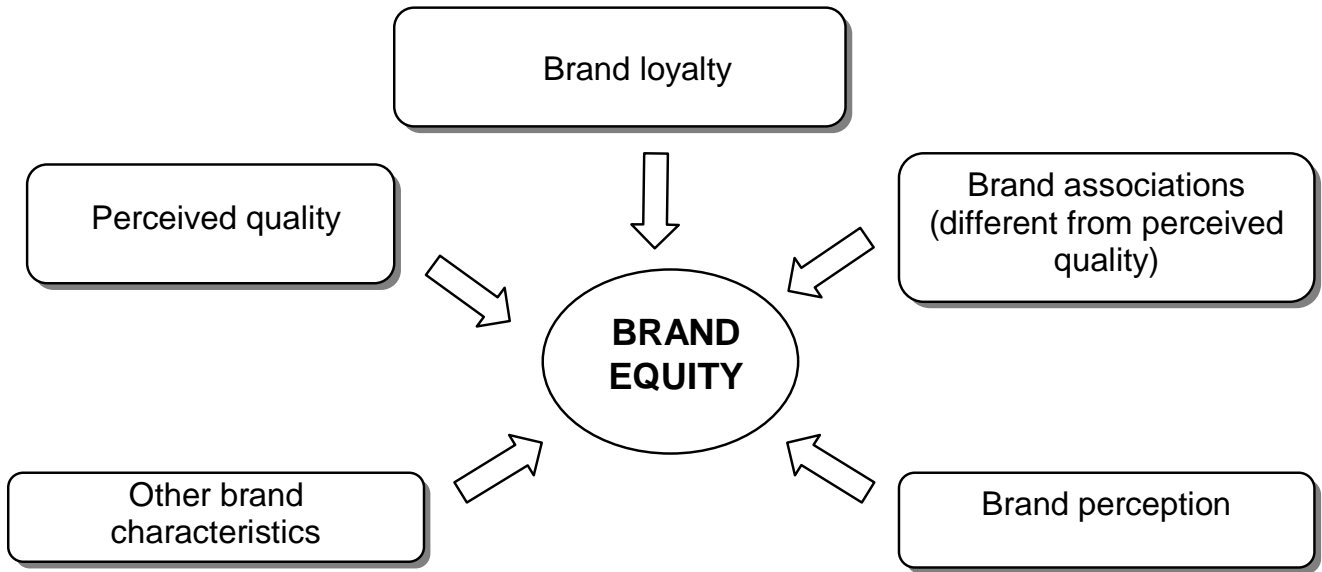 Brand loyalty
Perceived quality
Brand associations
(different from perceived
quality)
BRAND
EQUITY
Other brand
characteristics
Brand perception